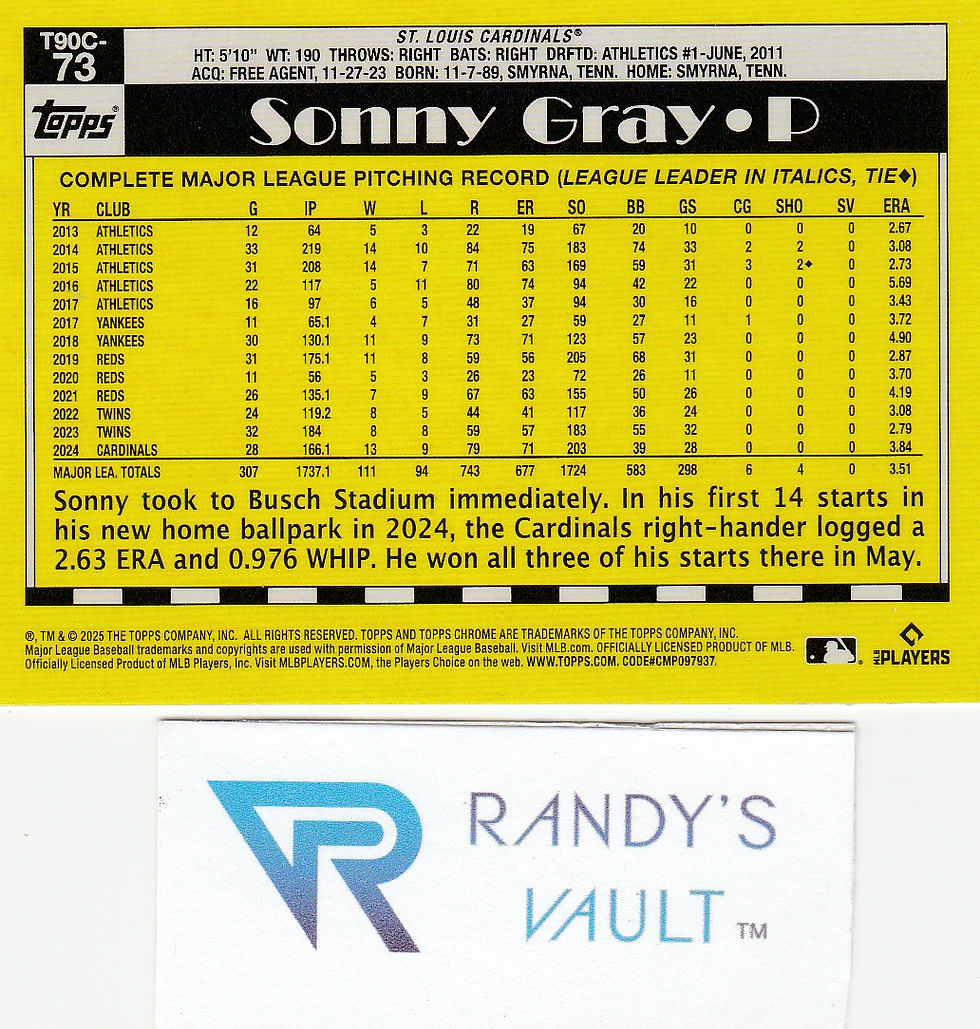 T90C-
73
ST. LOUIS CARDINALS®
HT: 5'10" WT: 190 THROWS: RIGHT BATS: RIGHT DRFTD: ATHLETICS #1-JUNE, 2011
ACQ: FREE AGENT, 11-27-23 BORN: 11-7-89, SMYRNA, TENN. HOME: SMYRNA, TENN.
Topps®
Sonny Gray • P
COMPLETE MAJOR LEAGUE PITCHING RECORD (LEAGUE LEADER IN ITALICS, TIE◆)
YR CLUB G IP W L R ER SO BB GS CG SHO SV ERA
2013 ATHLETICS 12 64 5 3 22 19 67 20 10 0 0 0 2.67
2014 ATHLETICS 33 219 14 10 84 75 183 74 33 2 2 0 3.08
2015 ATHLETICS 31 208 14 7 71 63 169 59 31 3 2◆ 0 2.73
2016 ATHLETICS 22 117 5 11 80 74 94 42 22 0 0 0 5.69
2017 ATHLETICS 16 97 6 5 48 37 94 30 16 0 0 0 3.43
2017 YANKEES 11 65.1 4 7 31 27 59 27 11 1 0 0 3.72
2018 YANKEES 30 130.1 11 9 73 71 123 57 23 0 0 0 4.90
2019 REDS 31 175.1 11 8 59 56 205 68 31 0 0 0 2.87
2020 REDS 11 56 5 3 26 23 72 26 11 0 0 0 3.70
2021 REDS 26 135.1 7 9 67 63 155 50 26 0 0 0 4.19
2022 TWINS 24 119.2 8 5 44 41 117 36 24 0 0 0 3.08
2023 TWINS 32 184 8 8 59 57 183 55 32 0 0 0 2.79
2024 CARDINALS 28 166.1 13 9 79 71 203 39 28 0 0 0 3.84
MAJOR LEA. TOTALS 307 1737.1 111 94 743 677 1724 583 298 6 4 0 3.51
Sonny took to Busch Stadium immediately. In his first 14 starts in
his new home ballpark in 2024, the Cardinals right-hander logged a
2.63 ERA and 0.976 WHIP. He won all three of his starts there in May.
®, TM & © 2025 THE TOPPS COMPANY, INC. ALL RIGHTS RESERVED. TOPPS AND TOPPS CHROME ARE TRADEMARKS OF THE TOPPS COMPANY, INC.
Major League Baseball trademarks and copyrights are used with permission of Major League Baseball. Visit MLB.com. OFFICIALLY LICENSED PRODUCT OF MLB.
Officially Licensed Product of MLB Players, Inc. Visit MLBPLAYERS.COM, the Players Choice on the web. WWW.TOPPS.COM. CODE#CMP097937.
MLB PLAYERS
RANDY'S
VAULT ™